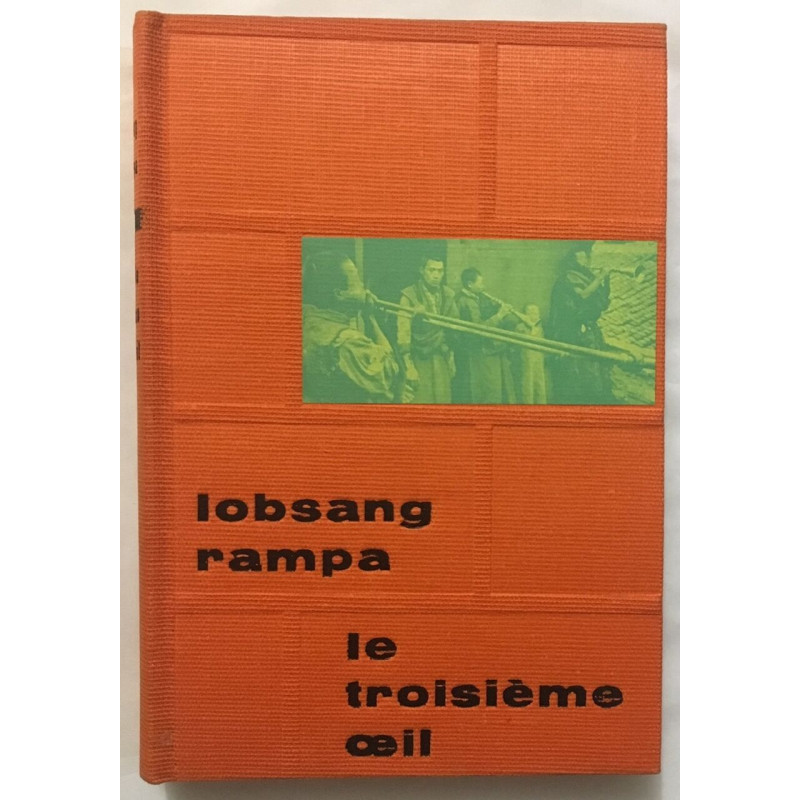 lobsang
rampa
le
troisième
œil